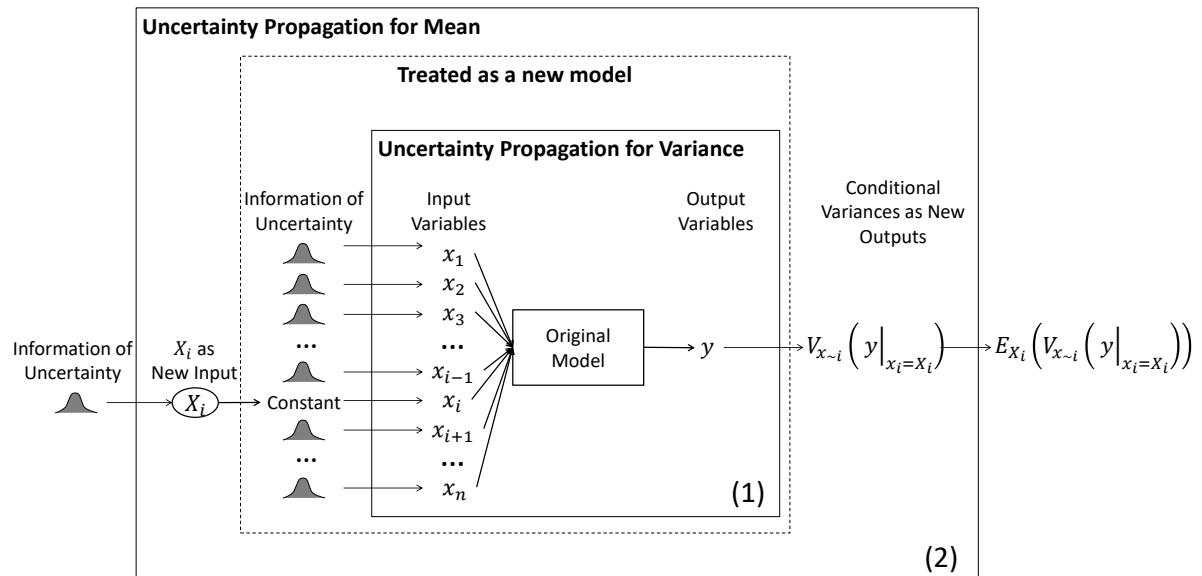 Uncertainty Propagation for Mean
Treated as a new model
Uncertainty Propagation for Variance
Information of
Uncertainty
Input
Variables
Output
Variables
Conditional
Variances as New
Outputs
x₁
x₂
x₃
...
...
xᵢ₋₁
Original
Model
y
V_{x~i}(y|_{xᵢ=Xᵢ})
E_{Xᵢ}(V_{x~i}(y|_{xᵢ=Xᵢ}))
Information of
Uncertainty
Xᵢ as
New Input
Xᵢ
Constant
xᵢ
xᵢ₊₁
...
...
xₙ
(1)
(2)